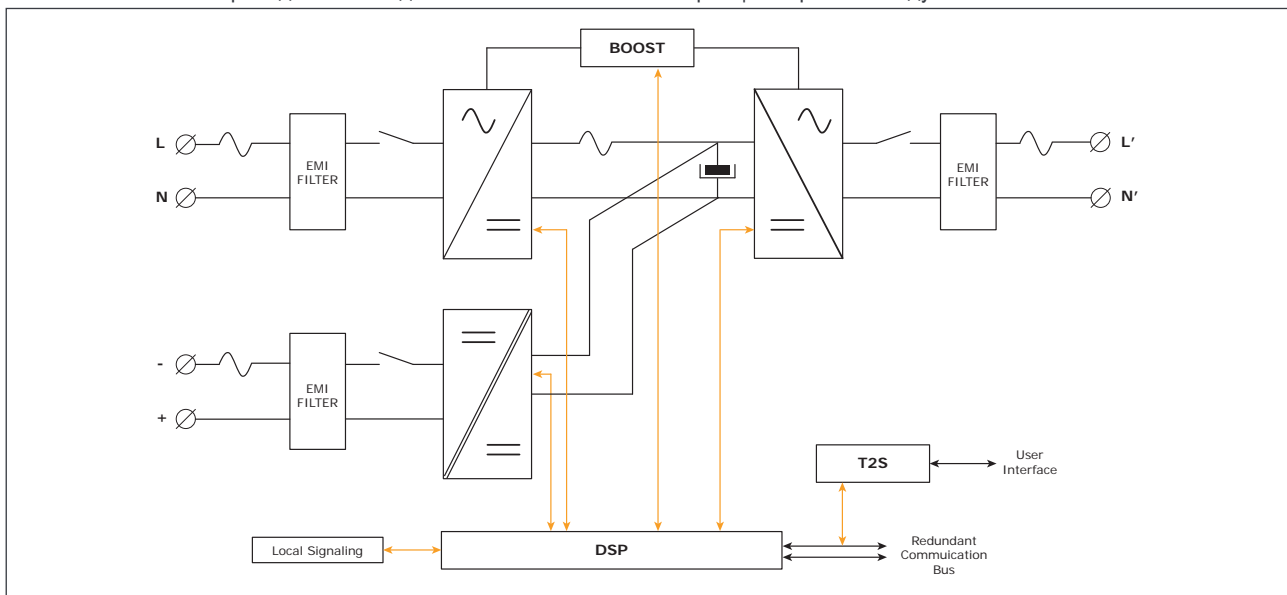 BOOST
L
EMI
FILTER
N
EMI
FILTER
L'
N'
-
EMI
FILTER
+
T2S
User
Interface
Local Signaling
DSP
Redundant
Commuication
Bus